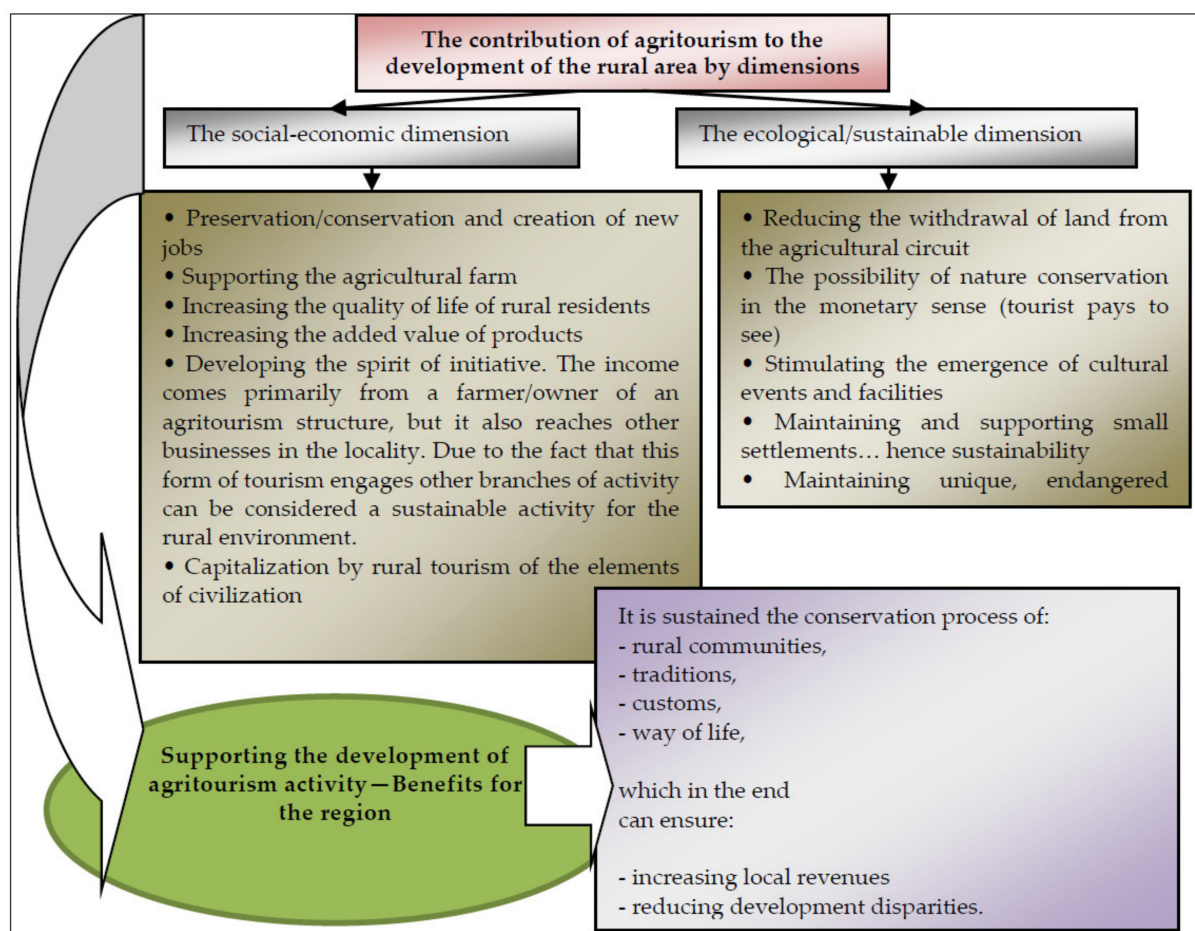 The contribution of agritourism to the
development of the rural area by dimensions
The social-economic dimension
The ecological/sustainable dimension
• Preservation/conservation and creation of new
jobs
• Supporting the agricultural farm
• Increasing the quality of life of rural residents
• Increasing the added value of products
• Developing the spirit of initiative. The income
comes primarily from a farmer/owner of an
agritourism structure, but it also reaches other
businesses in the locality. Due to the fact that this
form of tourism engages other branches of activity
can be considered a sustainable activity for the
rural environment.
• Capitalization by rural tourism of the elements
of civilization
• Reducing the withdrawal of land from
the agricultural circuit
• The possibility of nature conservation
in the monetary sense (tourist pays to
see)
• Stimulating the emergence of cultural
events and facilities
• Maintaining and supporting small
settlements… hence sustainability
• Maintaining unique, endangered
Supporting the development of
agritourism activity—Benefits for
the region
It is sustained the conservation process of:
- rural communities,
- traditions,
- customs,
- way of life,
which in the end
can ensure:
- increasing local revenues
- reducing development disparities.